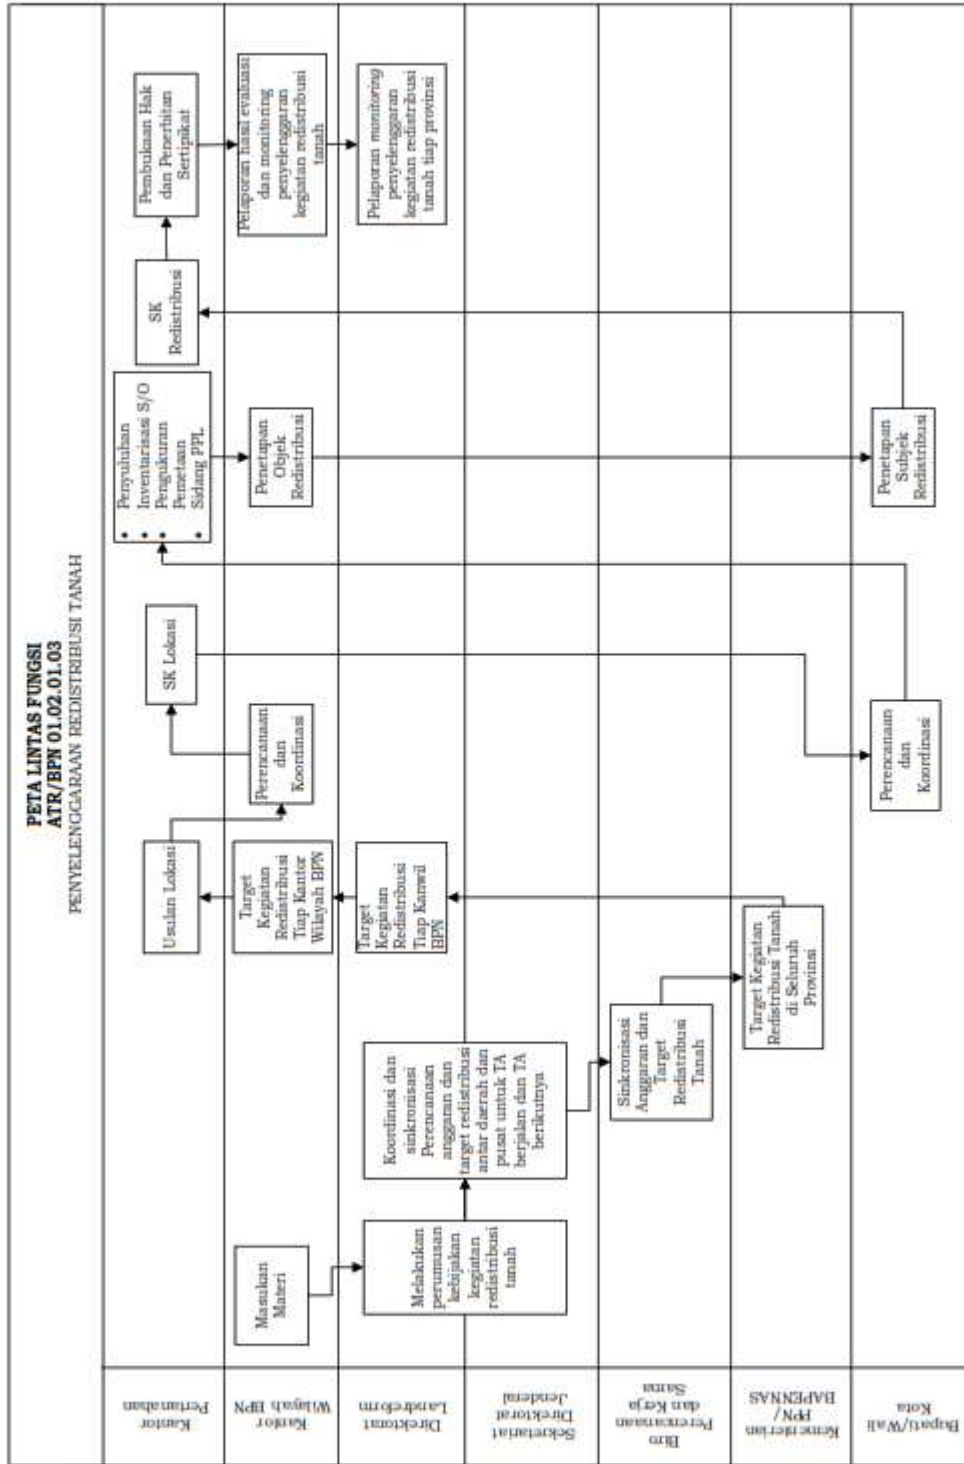 PETA LINTAS FUNGSI
ATR/BPN 01.02.01.03
PENYELENGGARAAN REDISTRIBUSI TANAH
Kantor
Pertanahan
Usulan Lokasi
SK Lokasi
• Penyuluhan
• Inventarisasi S/O
• Pengukuran
Pemetaan
• Sidang PPL
SK
Redistribusi
Pembukaan Hak
dan Penerbitan
Sertipikat
Kantor
Wilayah BPN
Masukan
Materi
Target
Kegiatan
Redistribusi
Tiap Kantor
Wilayah BPN
Perencanaan
dan
Koordinasi
Penetapan
Objek
Redistribusi
Pelaporan hasil evaluasi
dan monitoring
penyelenggaran
kegiatan redistribusi
tanah
Direktorat
Landreform
Melakukan
perumusan
kebijakan
kegiatan
redistribusi
tanah
Koordinasi dan
sinkronisasi
Perencanaan
anggaran dan
target redistribusi
antar daerah dan
pusat untuk TA
berjalan dan TA
berikutnya
Target
Kegiatan
Redistribusi
Tiap Kanwil
BPN
Pelaporan monitoring
penyelenggaran
kegiatan redistribusi
tanah tiap provinsi
Sekretariat
Direktorat
Jenderal
Biro
Perencanaan
dan Kerja
Sama
Sinkronisasi
Anggaran dan
Target
Redistribusi
Tanah
Kementerian
PPN/
BAPENNAS
Target Kegiatan
Redistribusi Tanah
di Seluruh
Provinsi
Bupati/Wali
Kota
Perencanaan
dan
Koordinasi
Penetapan
Subjek
Redistribusi